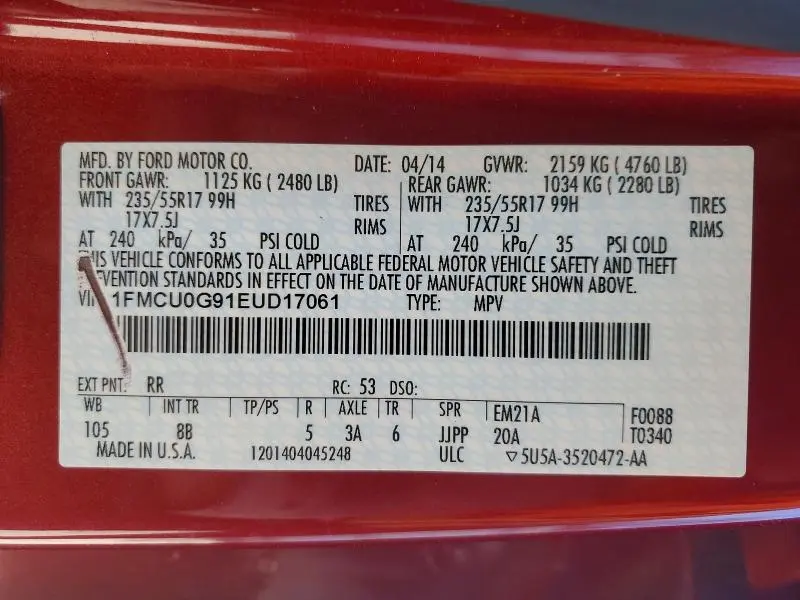 MFD. BY FORD MOTOR CO. DATE: 04/14 GVWR: 2159 KG ( 4760 LB)
FRONT GAWR: 1125 KG ( 2480 LB) REAR GAWR: 1034 KG ( 2280 LB)
WITH 235/55R17 99H TIRES WITH 235/55R17 99H TIRES
17X7.5J RIMS 17X7.5J RIMS
AT 240 kPa/ 35 PSI COLD AT 240 kPa/ 35 PSI COLD
THIS VEHICLE CONFORMS TO ALL APPLICABLE FEDERAL MOTOR VEHICLE SAFETY AND THEFT
PREVENTION STANDARDS IN EFFECT ON THE DATE OF MANUFACTURE SHOWN ABOVE.
VIN: 1FMCU0G91EUD17061 TYPE: MPV
EXT PNT: RR RC: 53 DSO:
WB INT TR TP/PS R AXLE TR SPR EM21A F0088
105 8B 5 3A 6 JJPP 20A T0340
MADE IN U.S.A. 1201404045248 ULC ▽5U5A-3520472-AA